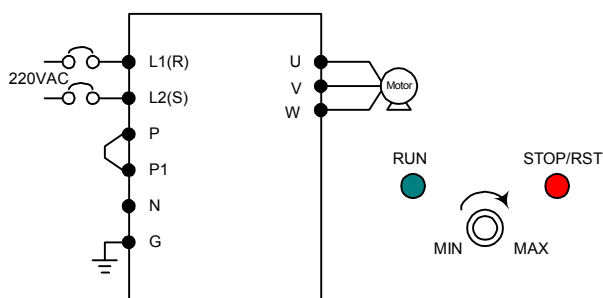 L1(R)
220VAC
L2(S)
P
P1
N
G
U
V
W
Motor
RUN
STOP/RST
MIN
MAX